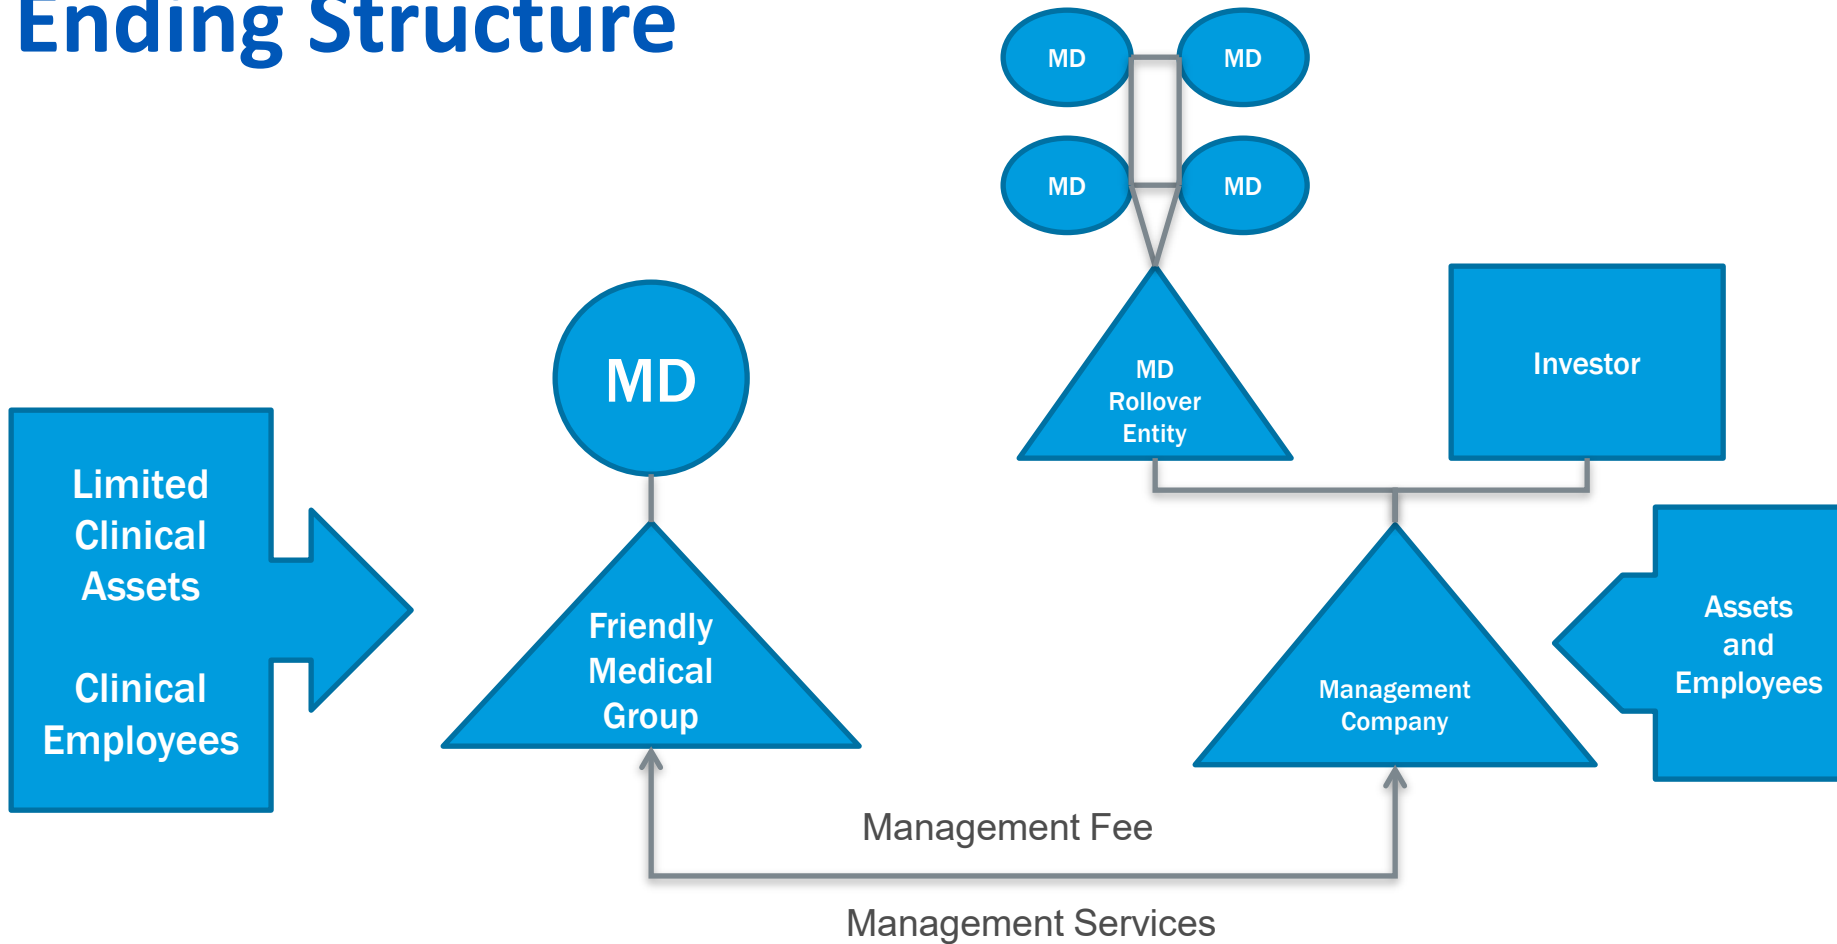 Ending Structure
MD
MD
MD
MD
MD
Rollover
Entity
Investor
MD
Limited
Clinical
Assets
Clinical
Employees
Friendly
Medical
Group
Management
Company
Assets
and
Employees
Management Fee
Management Services